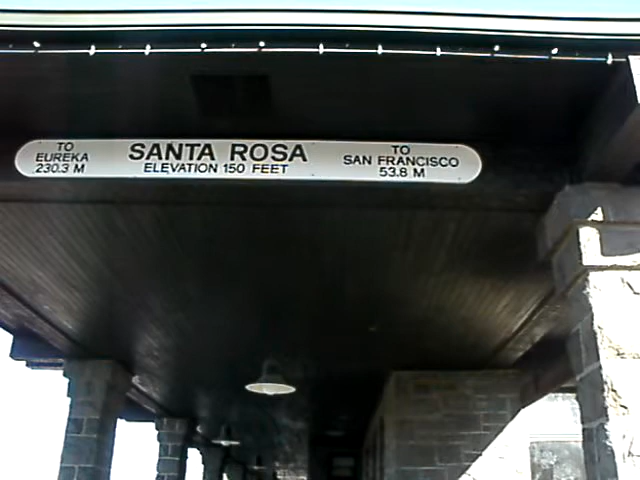 TO
EUREKA
230.3 M
SANTA ROSA
ELEVATION 150 FEET
TO
SAN FRANCISCO
53.8 M